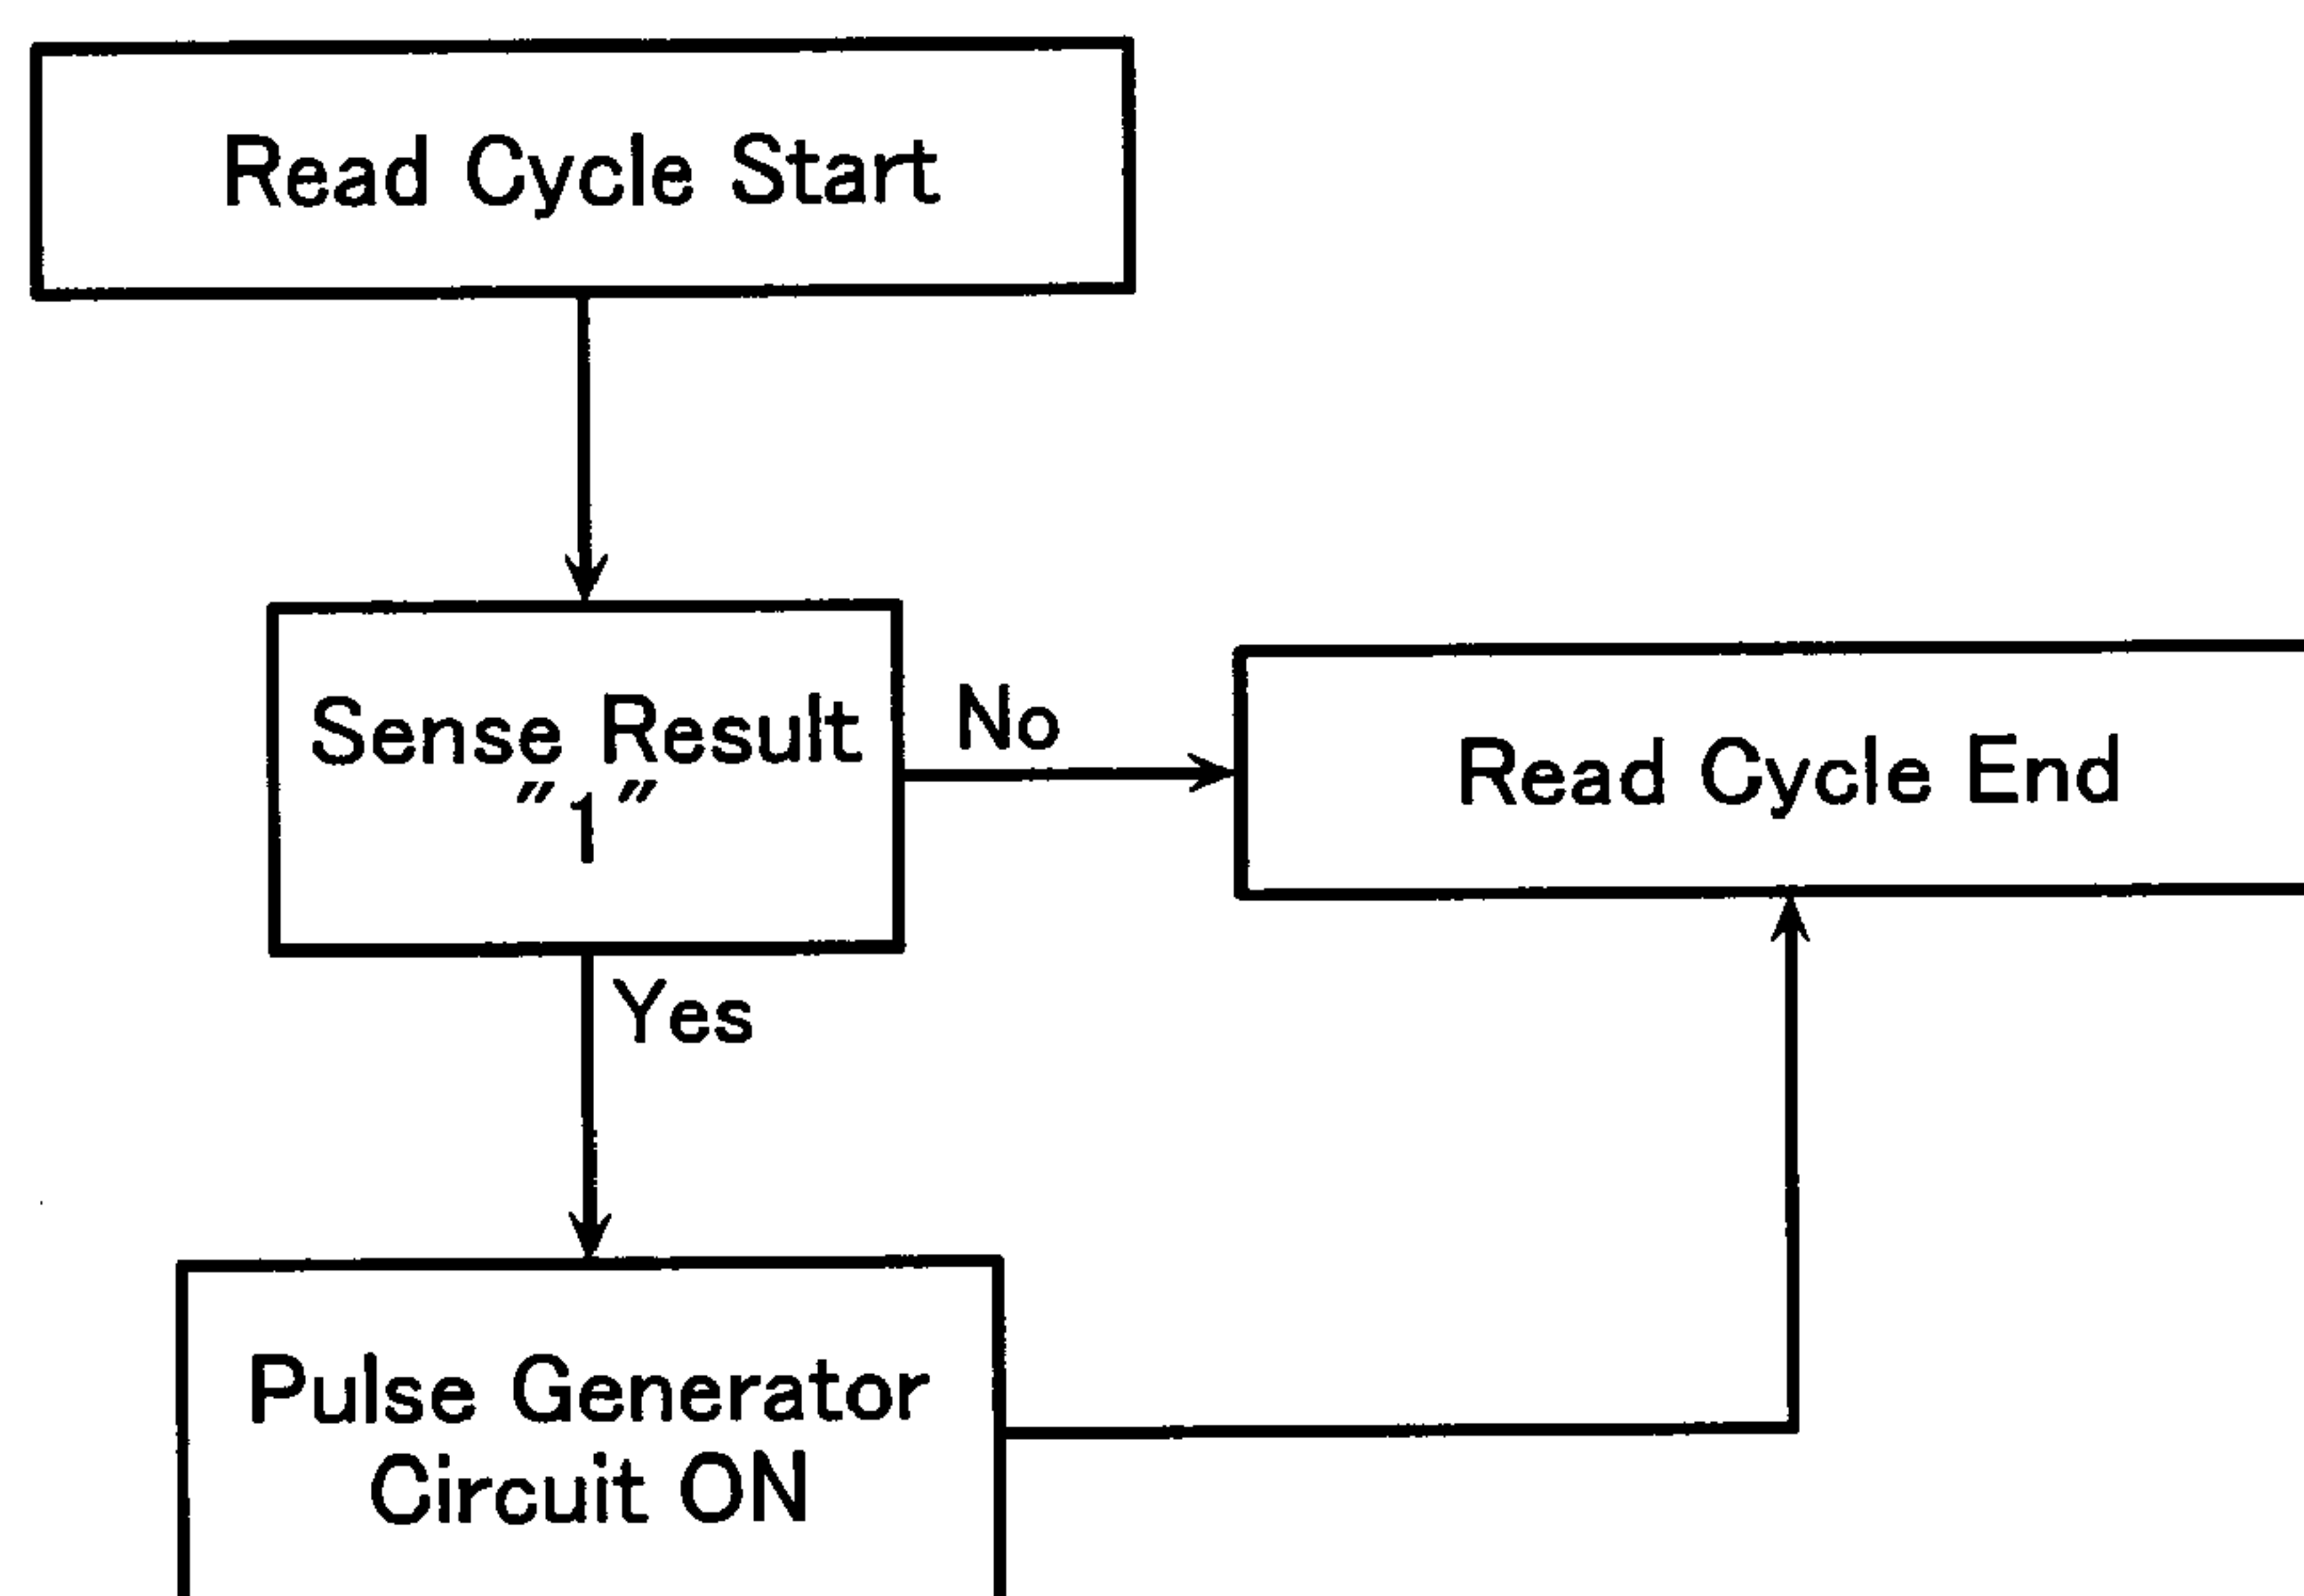 Read Cycle Start
Sense Result
"1"
No
Read Cycle End
Yes
Pulse Generator
Circuit ON